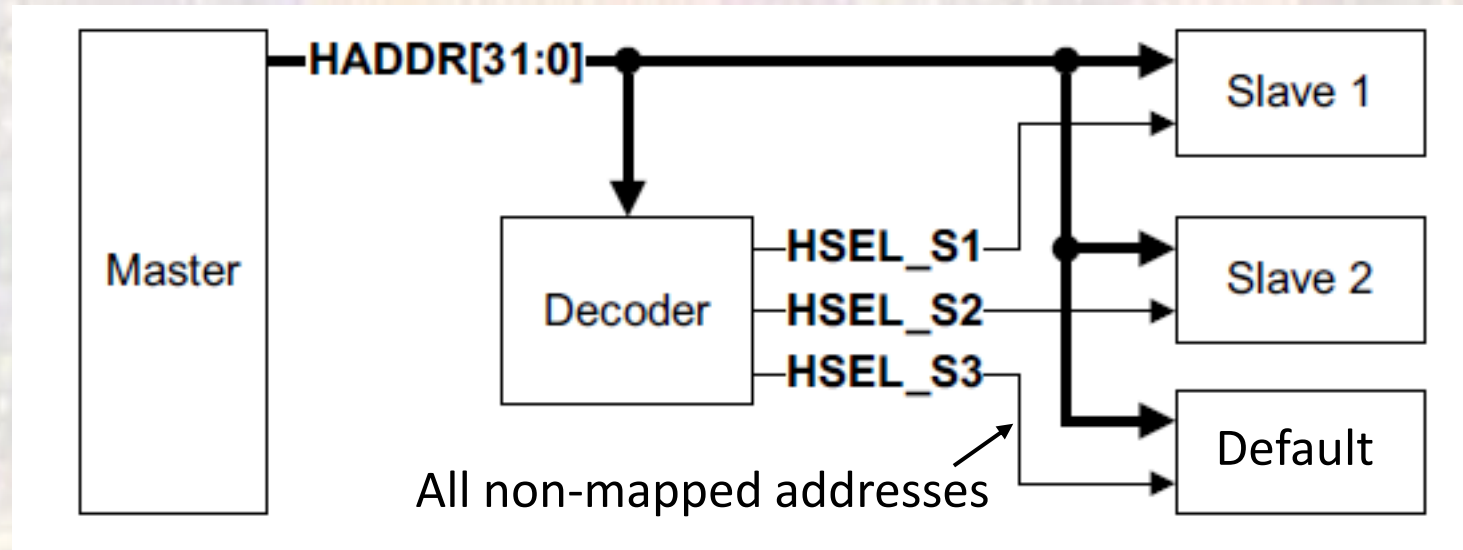 HADDR[31:0]
Slave 1
Master
Decoder
HSEL_S1
HSEL_S2
HSEL_S3
Slave 2
Default
All non-mapped addresses